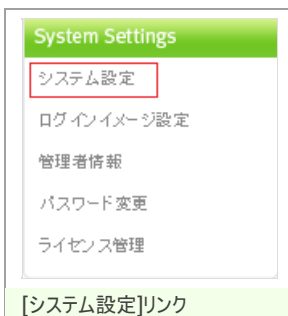 System Settings
システム設定
ログインイメージ設定
管理者情報
パスワード変更
ライセンス管理
[システム設定]リンク